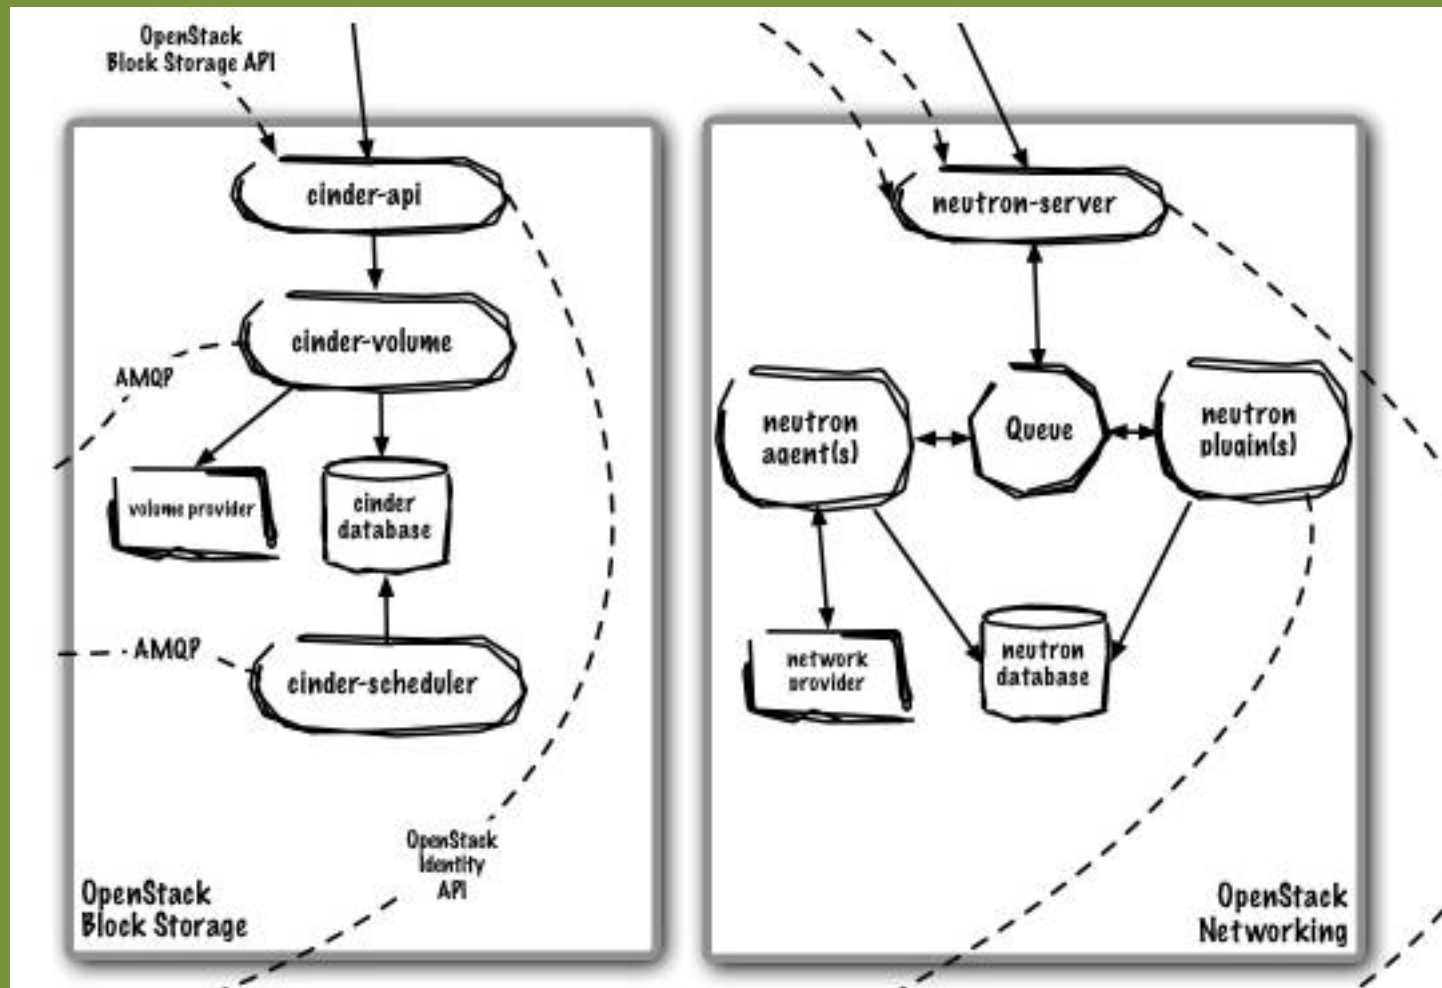 OpenStack
Block Storage API
cinder-api
cinder-volume
AMQP
volume provider
cinder
database
AMQP
cinder-scheduler
OpenStack
Identity
API
OpenStack
Block Storage
neutron-server
neutron
agent(s)
Queue
neutron
plugin(s)
network
provider
neutron
database
OpenStack
Networking